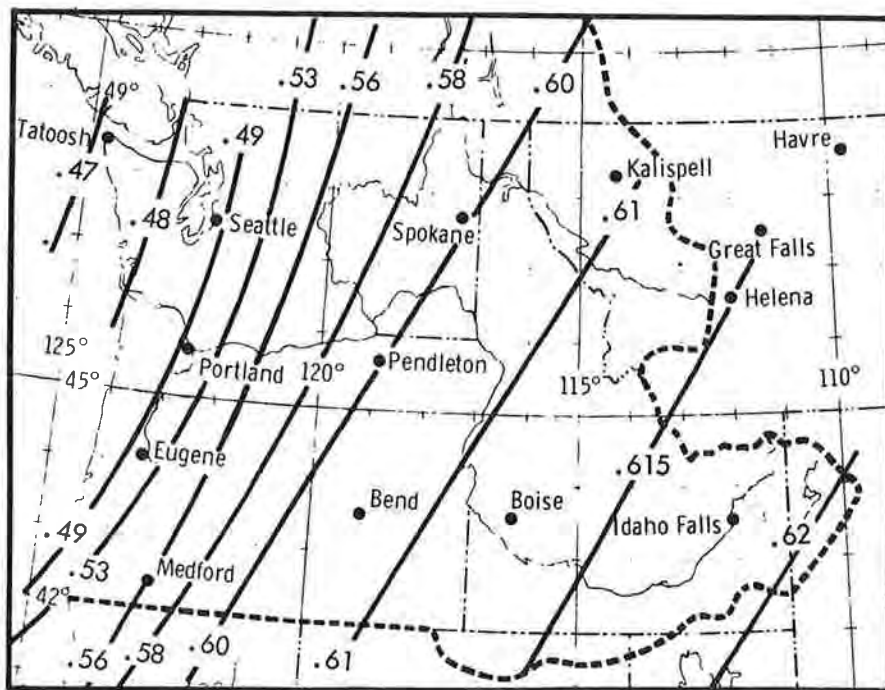 .53
.56
.58
.60
49°
.49
Tatoosh
Havre
Kalispell
.47
.48
Seattle
Spokane
.61
Great Falls
Helena
125°
45°
Portland
120°
Pendleton
115°
110°
Eugene
.615
Bend
Boise
Idaho Falls
.49
.62
.53
Medford
42°
.56
.58
.60
.61